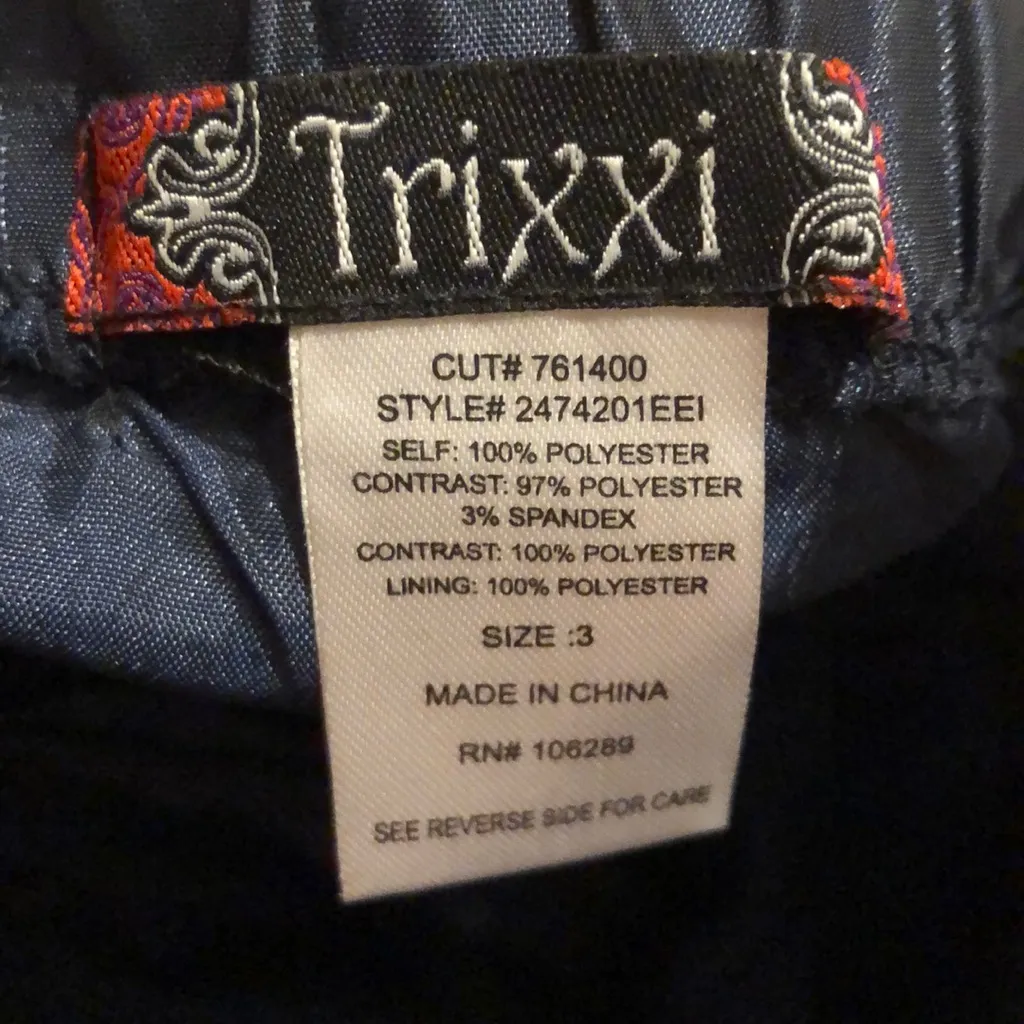 Trixxi
CUT# 761400
STYLE# 2474201EEI
SELF: 100% POLYESTER
CONTRAST: 97% POLYESTER
3% SPANDEX
CONTRAST: 100% POLYESTER
LINING: 100% POLYESTER
SIZE :3
MADE IN CHINA
RN# 106289
SEE REVERSE SIDE FOR CARE